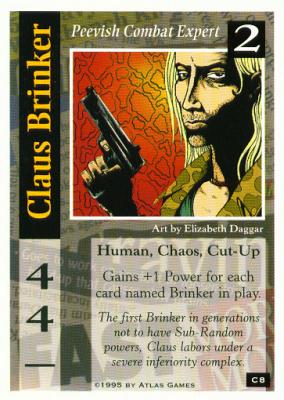 Claus Brinker
Peevish Combat Expert
2
Art by Elizabeth Daggar
Human, Chaos, Cut-Up
4
4
Gains +1 Power for each
card named Brinker in play.
The first Brinker in generations
not to have Sub-Random
powers, Claus labors under a
severe inferiority complex.
©1995 by Atlas Games
C8